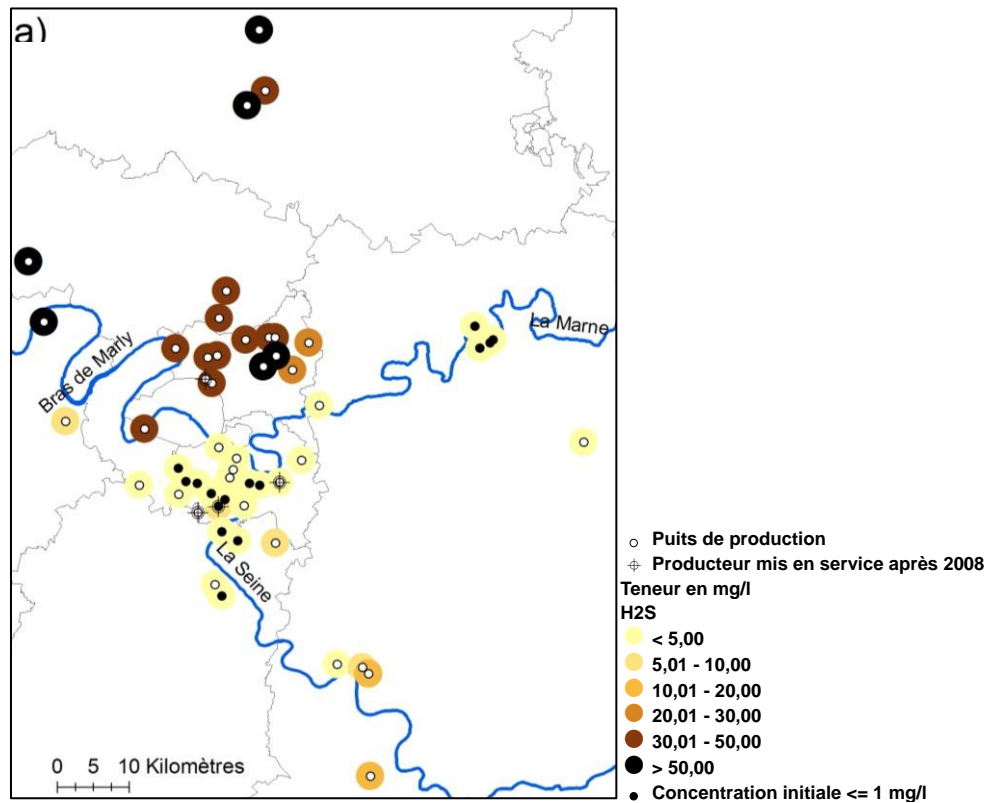 a)
La Marne
Bras de Marly
La Seine
0 5 10 Kilomètres
Puits de production
Producteur mis en service après 2008
Teneur en mg/l
H2S
< 5,00
5,01 - 10,00
10,01 - 20,00
20,01 - 30,00
30,01 - 50,00
> 50,00
Concentration initiale <= 1 mg/l